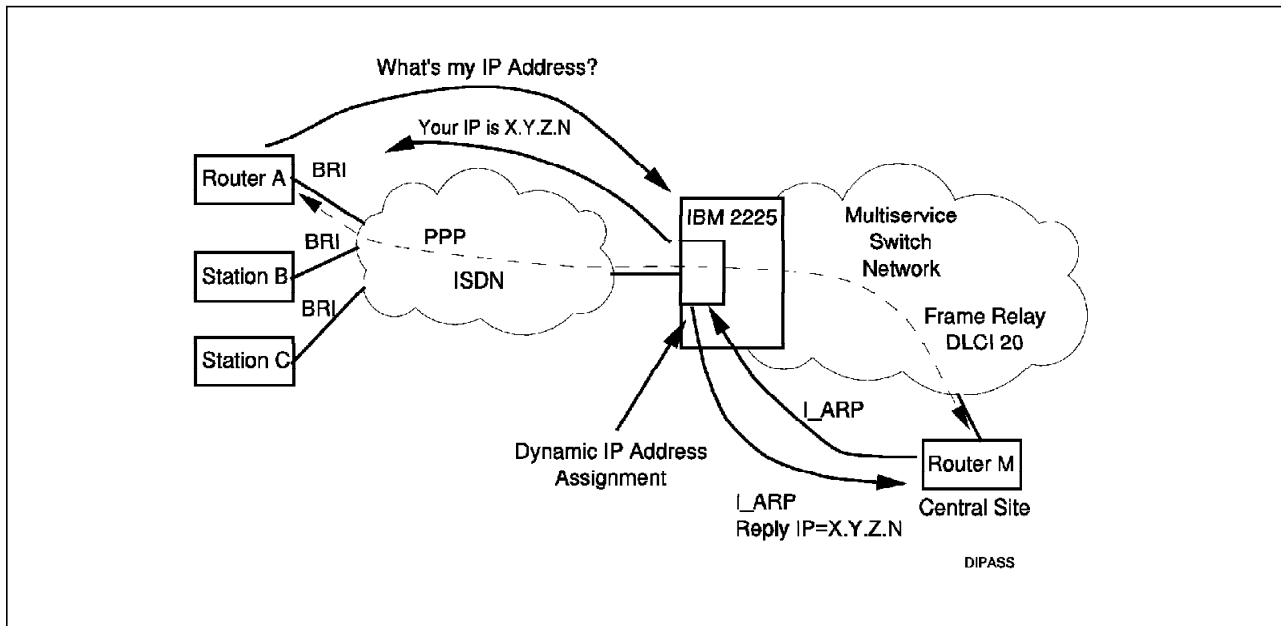 What's my IP Address?
Your IP is X.Y.Z.N
Router A
BRI
IBM 2225
Multiservice
Switch
Network
PPP
BRI
Station B
ISDN
BRI
Frame Relay
DLCI 20
Station C
I_ARP
Dynamic IP Address
Assignment
Router M
I_ARP
Reply IP=X.Y.Z.N
Central Site
DIPASS